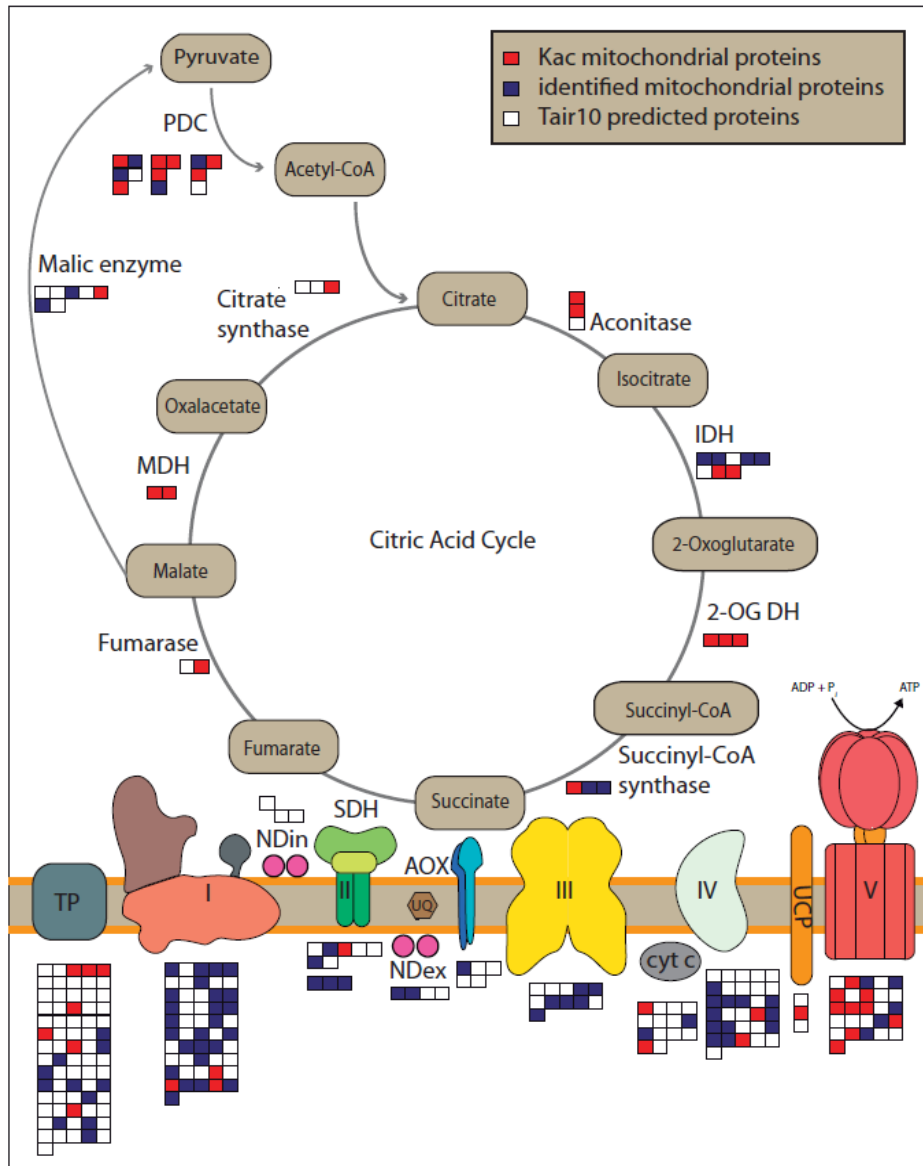 Pyruvate
Kac mitochondrial proteins
identified mitochondrial proteins
Tair10 predicted proteins
PDC
Acetyl-CoA
Malic enzyme
Citrate
synthase
Citrate
Aconitase
Isocitrate
Oxalacetate
IDH
MDH
Citric Acid Cycle
2-Oxoglutarate
Malate
2-OG DH
Fumarase
ADP + Pi
ATP
Succinyl-CoA
Fumarate
Succinyl-CoA
synthase
Succinate
SDH
NDin
AOX
TP
I
II
UQ
III
IV
UCP
V
NDex
cyt c